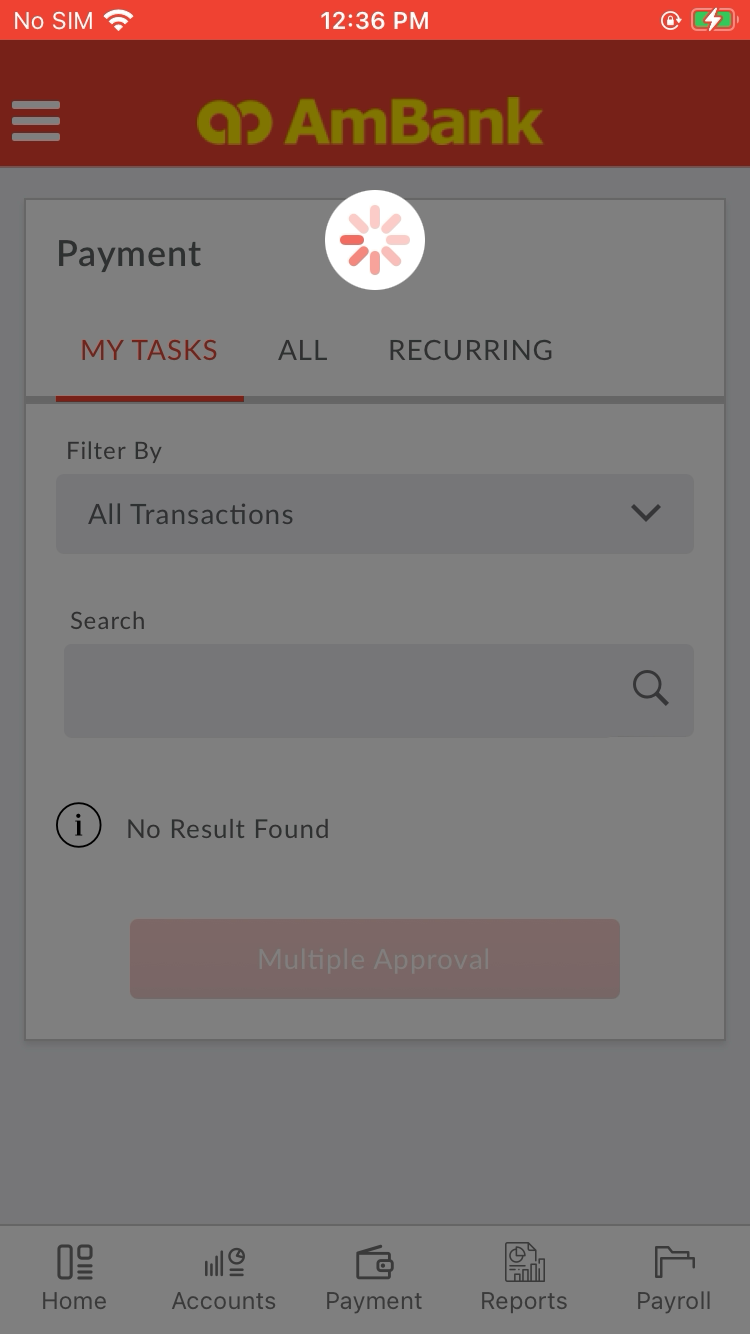 No SIM 12:36 PM
AmBank
Payment
MY TASKS ALL RECURRING
Filter By
All Transactions
Search
i No Result Found
Multiple Approval
Home Accounts Payment Reports Payroll